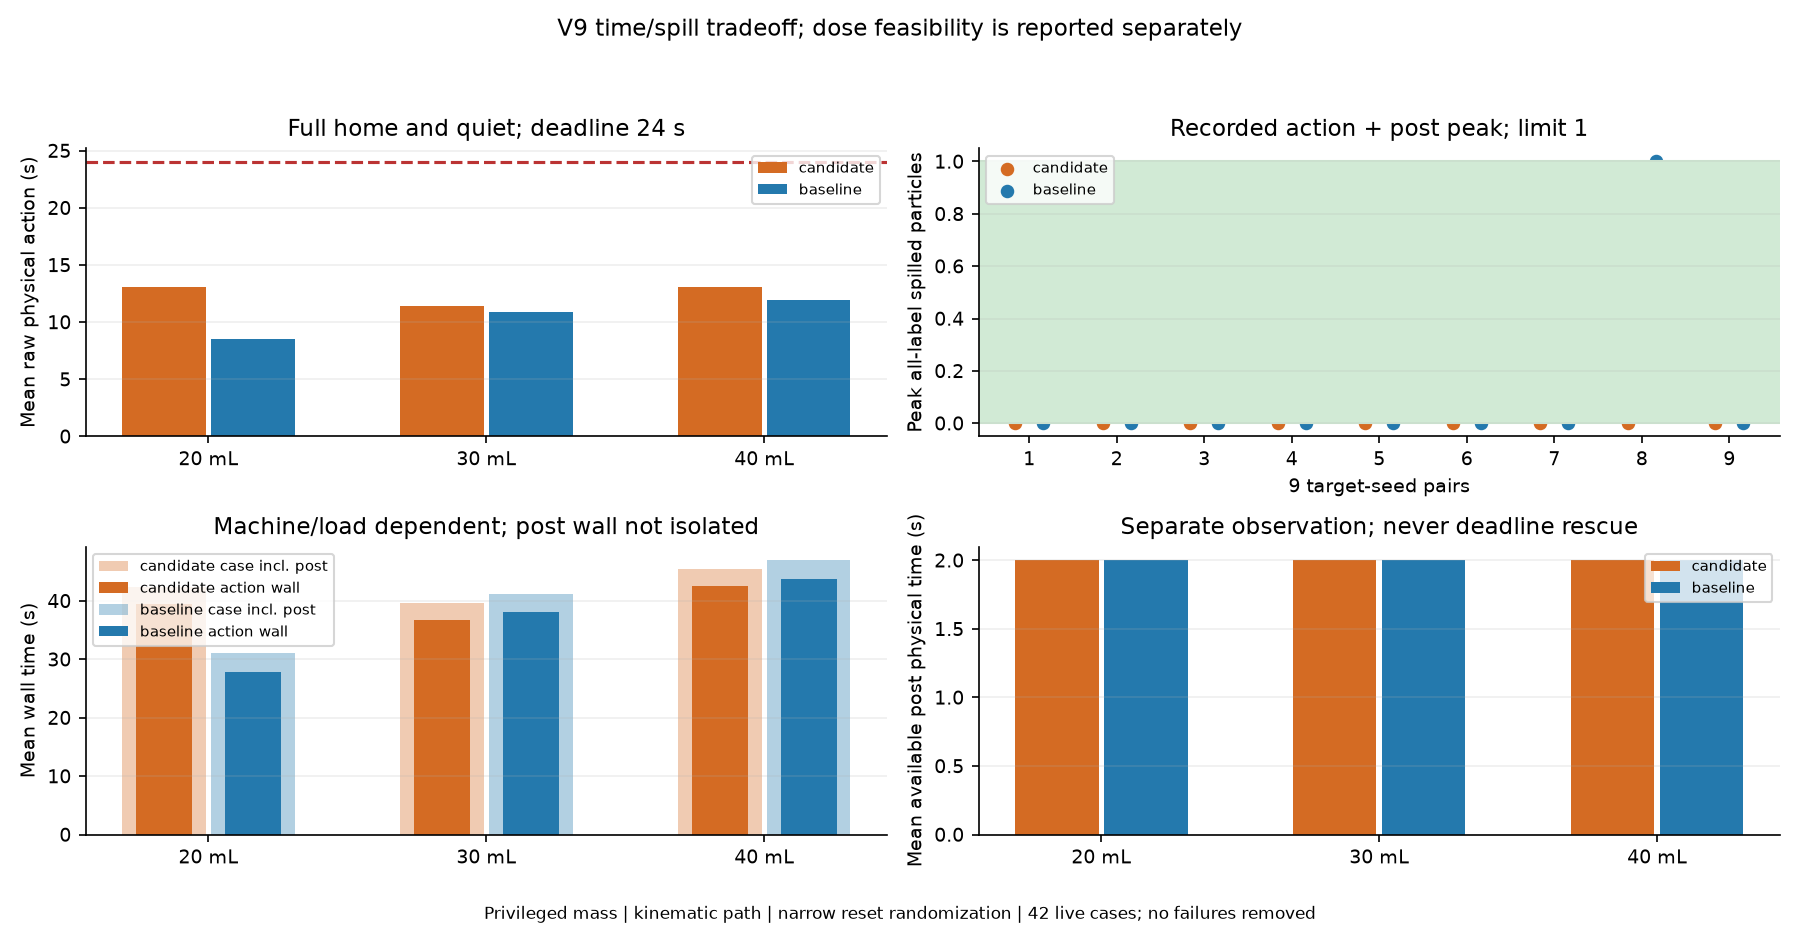 V9 time/spill tradeoff; dose feasibility is reported separately
Full home and quiet; deadline 24 s
Mean raw physical action (s)
25
20
15
10
5
0
candidate
baseline
20 mL
30 mL
40 mL
Recorded action + post peak; limit 1
Peak all-label spilled particles
1.0
0.8
0.6
0.4
0.2
0.0
candidate
baseline
1
2
3
4
5
6
7
8
9
9 target-seed pairs
Machine/load dependent; post wall not isolated
Mean wall time (s)
40
30
20
10
0
candidate case incl. post
candidate action wall
baseline case incl. post
baseline action wall
20 mL
30 mL
40 mL
Separate observation; never deadline rescue
Mean available post physical time (s)
2.0
1.5
1.0
0.5
0.0
candidate
baseline
20 mL
30 mL
40 mL
Privileged mass | kinematic path | narrow reset randomization | 42 live cases; no failures removed